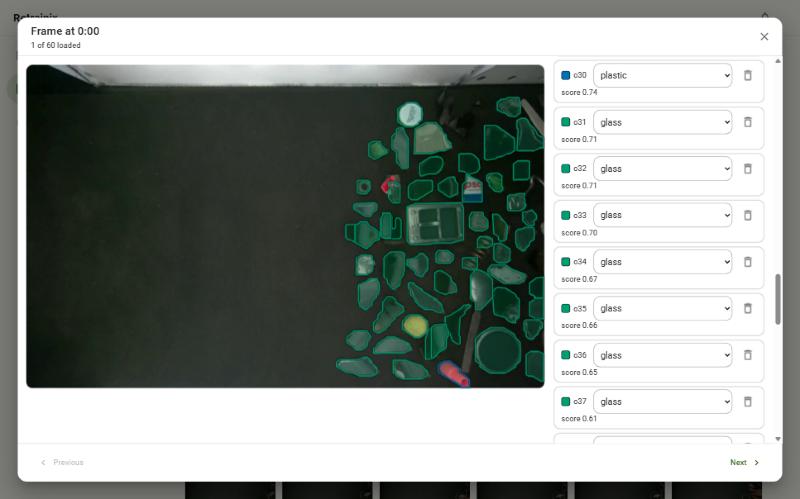 Frame at 0:00
1 of 60 loaded
c30 plastic
score 0.74
c31 glass
score 0.71
c32 glass
score 0.71
c33 glass
score 0.70
c34 glass
score 0.67
c35 glass
score 0.66
c36 glass
score 0.65
c37 glass
score 0.61
Previous
Next